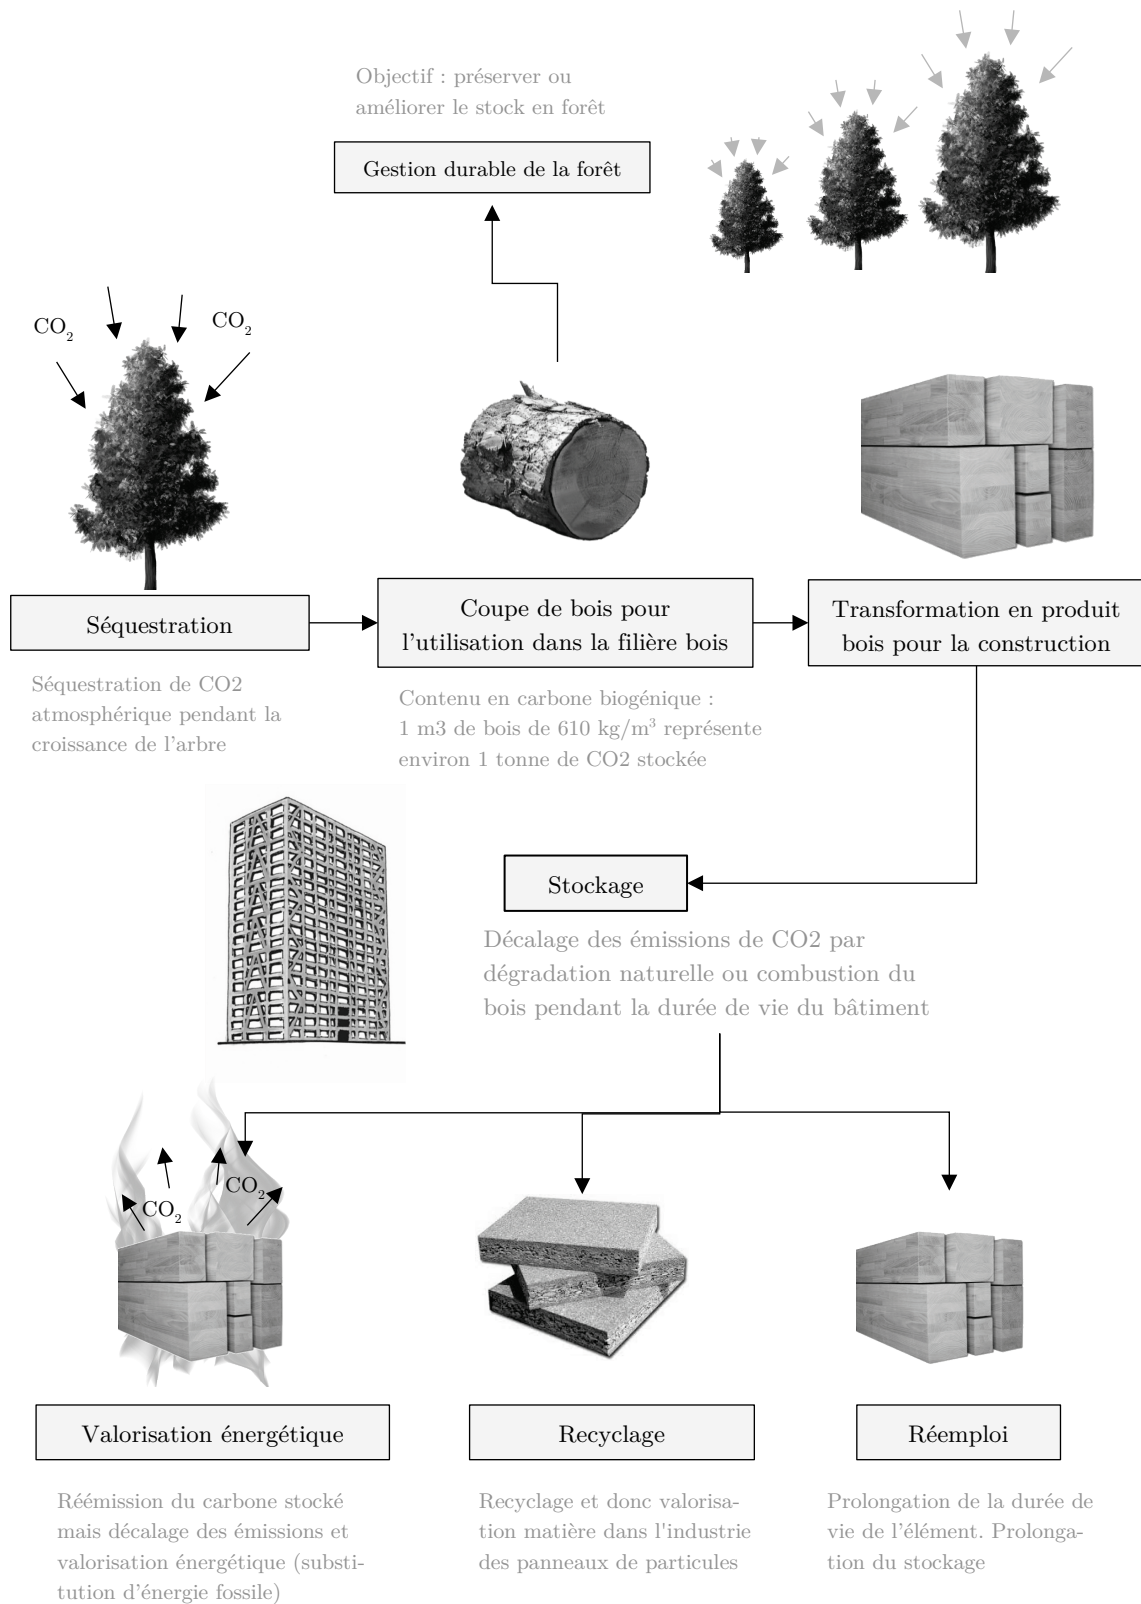 Objectif : préserver ou
améliorer le stock en forêt
Gestion durable de la forêt
CO₂
CO₂
Séquestration
Séquestration de CO2
atmosphérique pendant la
croissance de l'arbre
Coupe de bois pour
l'utilisation dans la filière bois
Contenu en carbone biogénique :
1 m3 de bois de 610 kg/m³ représente
environ 1 tonne de CO2 stockée
Transformation en produit
bois pour la construction
Stockage
Décalage des émissions de CO2 par
dégradation naturelle ou combustion du
bois pendant la durée de vie du bâtiment
CO₂
CO₂
Valorisation énergétique
Réémission du carbone stocké
mais décalage des émissions et
valorisation énergétique (substi-
tution d'énergie fossile)
Recyclage
Recyclage et donc valorisa-
tion matière dans l'industrie
des panneaux de particules
Réemploi
Prolongation de la durée de
vie de l'élément. Prolonga-
tion du stockage